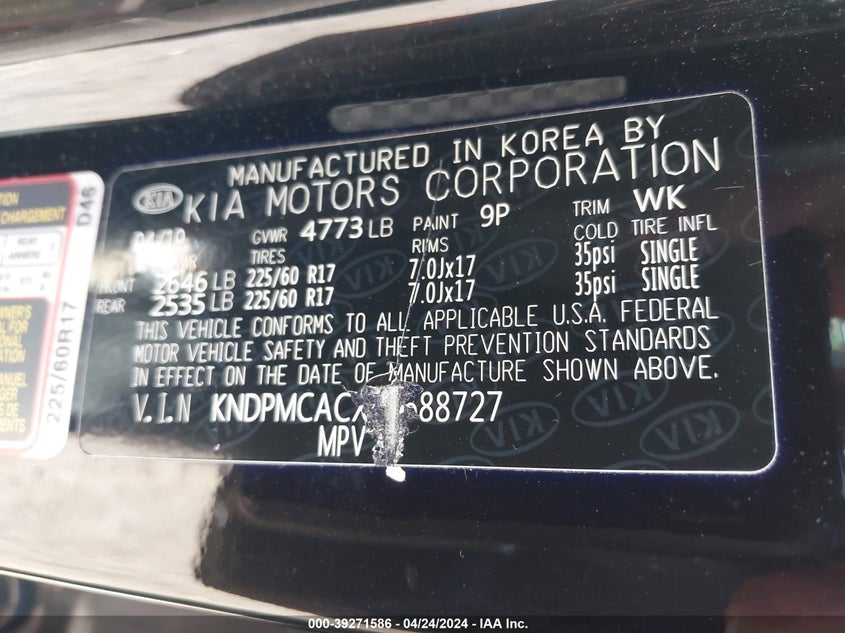 MANUFACTURED IN KOREA BY
KIA KIA MOTORS CORPORATION
GVWR 4773 LB PAINT 9P TRIM WK
TIRES RIMS COLD TIRE INFL
FRONT 2646 LB 225/60 R17 7.0Jx17 35psi SINGLE
REAR 2535 LB 225/60 R17 7.0Jx17 35psi SINGLE
THIS VEHICLE CONFORMS TO ALL APPLICABLE U.S.A. FEDERAL
MOTOR VEHICLE SAFETY AND THEFT PREVENTION STANDARDS
IN EFFECT ON THE DATE OF MANUFACTURE SHOWN ABOVE.
V.I.N KNDPMCAC 88727
MPV
D46
CHARGEMENT
225/60R17
000-39271586 - 04/24/2024 - IAA Inc.